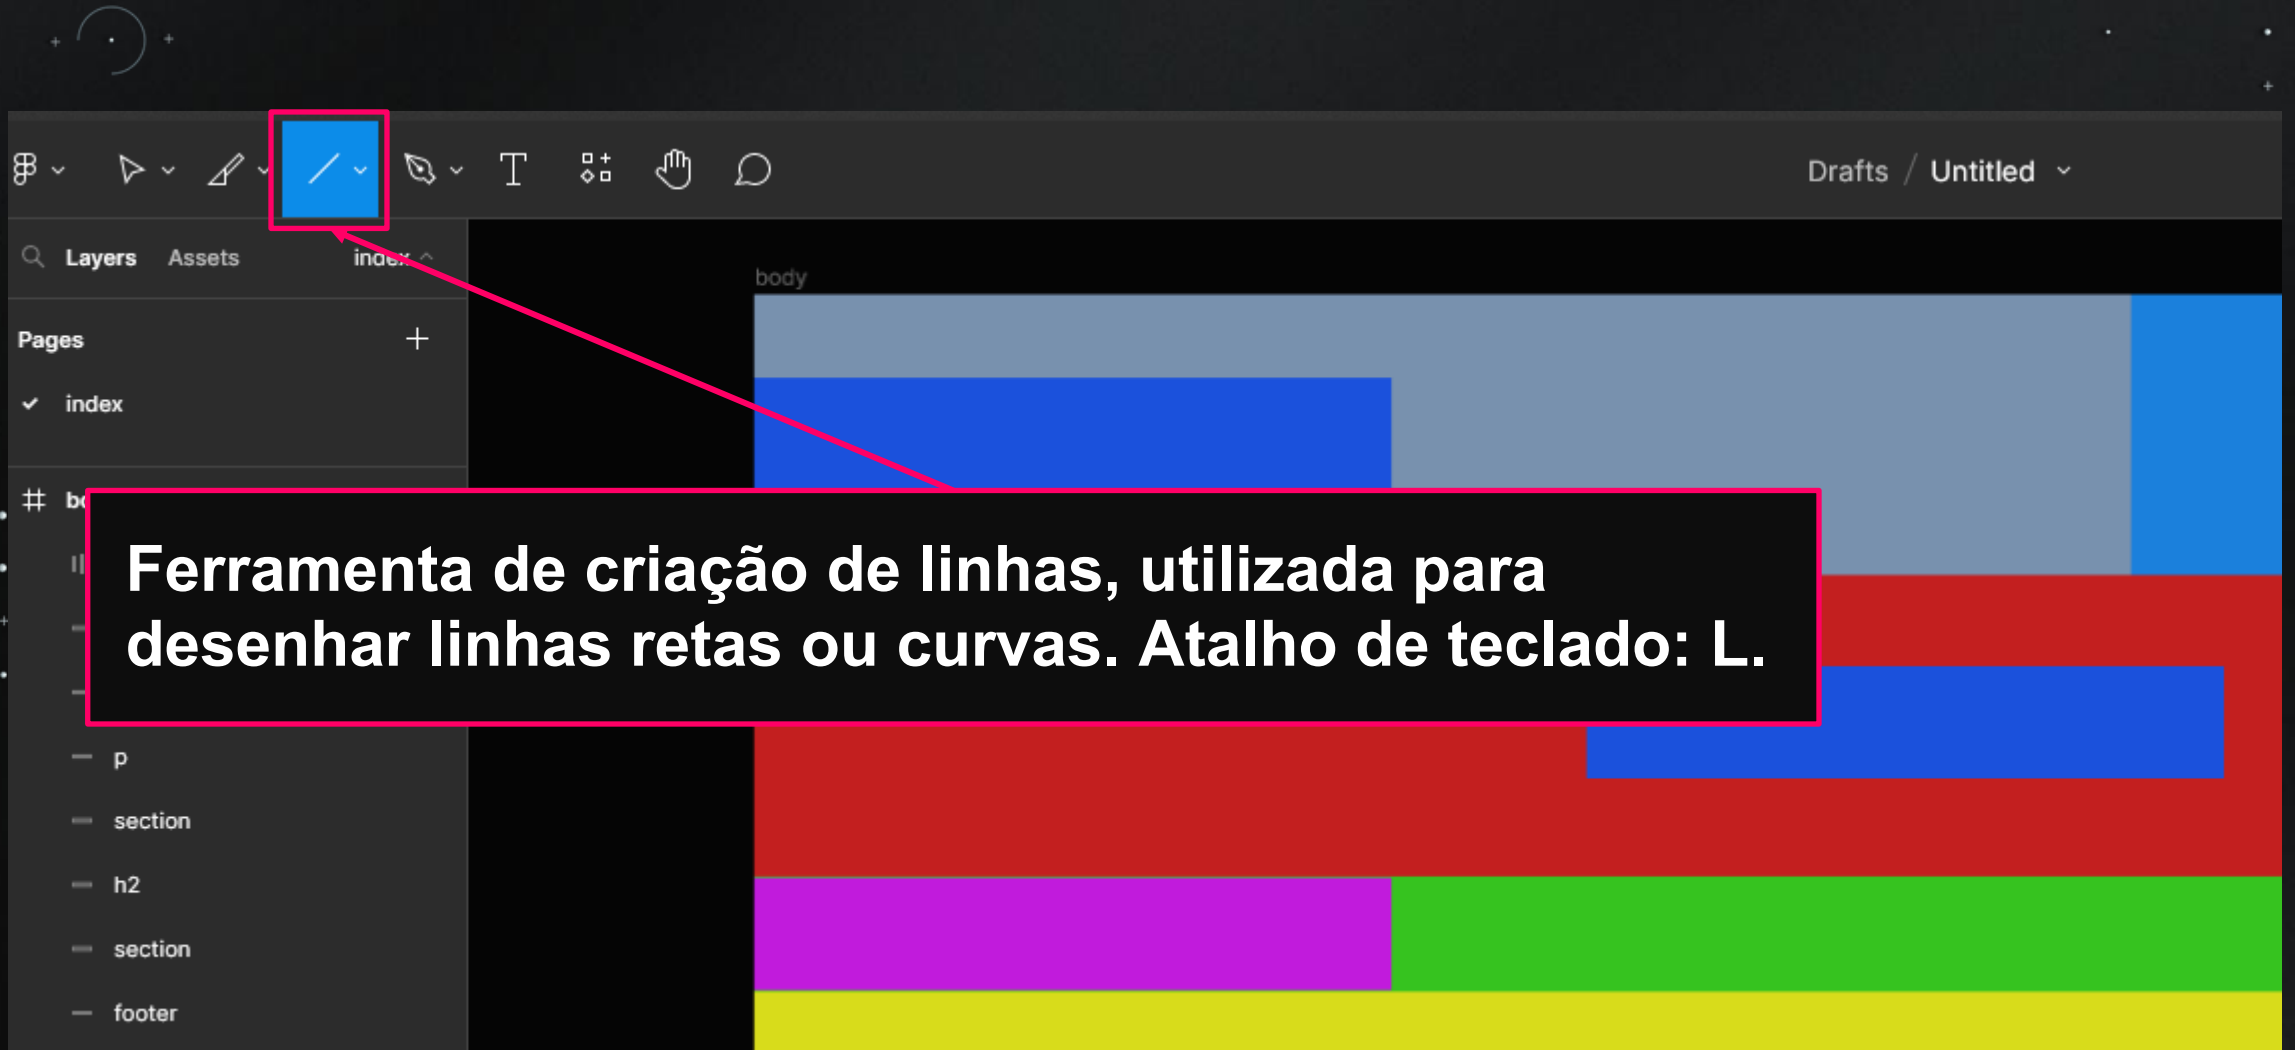 Drafts / Untitled
Layers Assets index
body
Pages
index
Ferramenta de criação de linhas, utilizada para
desenhar linhas retas ou curvas. Atalho de teclado: L.
p
section
h2
section
footer